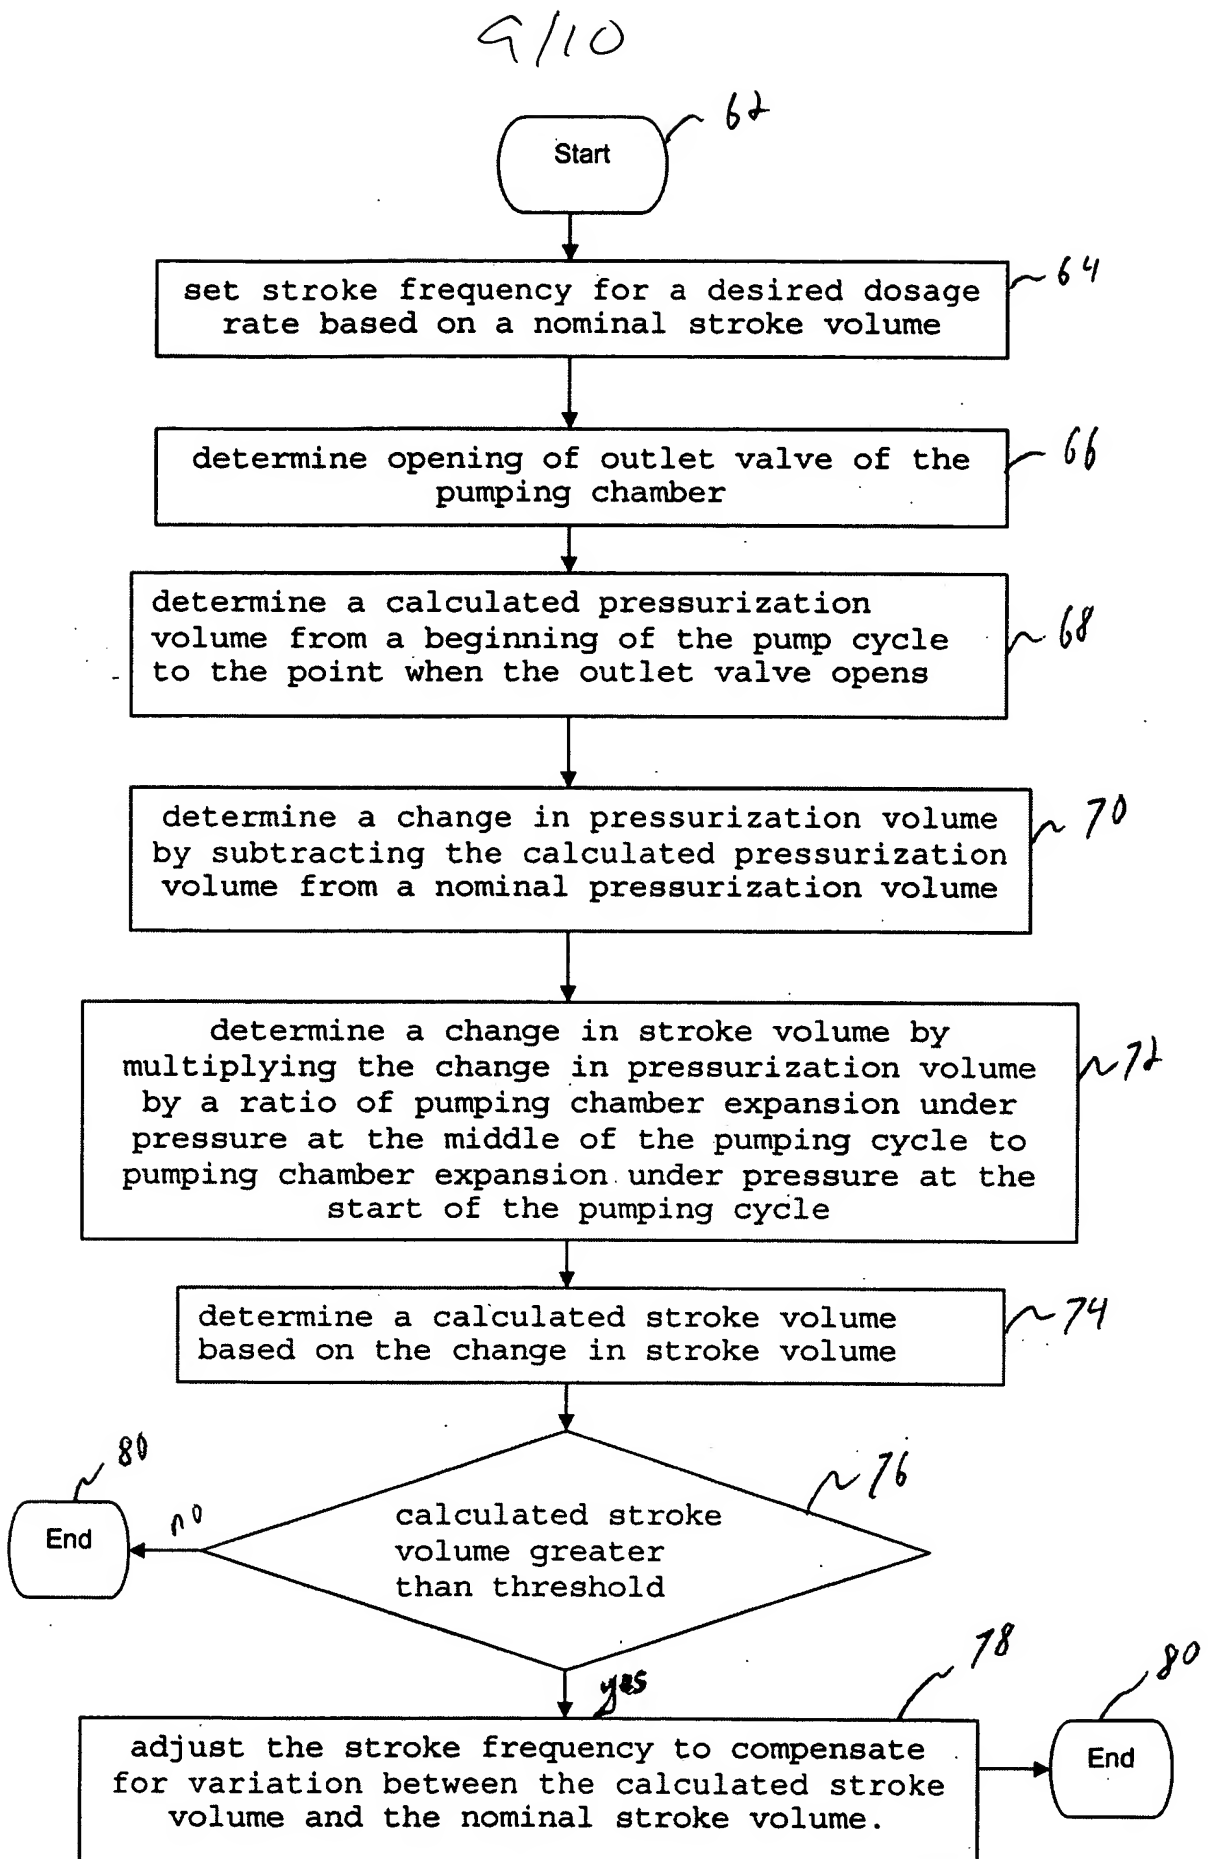 9/10
62
Start
64
set stroke frequency for a desired dosage
rate based on a nominal stroke volume
66
determine opening of outlet valve of the
pumping chamber
68
determine a calculated pressurization
volume from a beginning of the pump cycle
to the point when the outlet valve opens
70
determine a change in pressurization volume
by subtracting the calculated pressurization
volume from a nominal pressurization volume
72
determine a change in stroke volume by
multiplying the change in pressurization volume
by a ratio of pumping chamber expansion under
pressure at the middle of the pumping cycle to
pumping chamber expansion under pressure at the
start of the pumping cycle
74
determine a calculated stroke volume
based on the change in stroke volume
80
End
no
76
calculated stroke
volume greater
than threshold
yes
78
80
adjust the stroke frequency to compensate
for variation between the calculated stroke
volume and the nominal stroke volume.
End